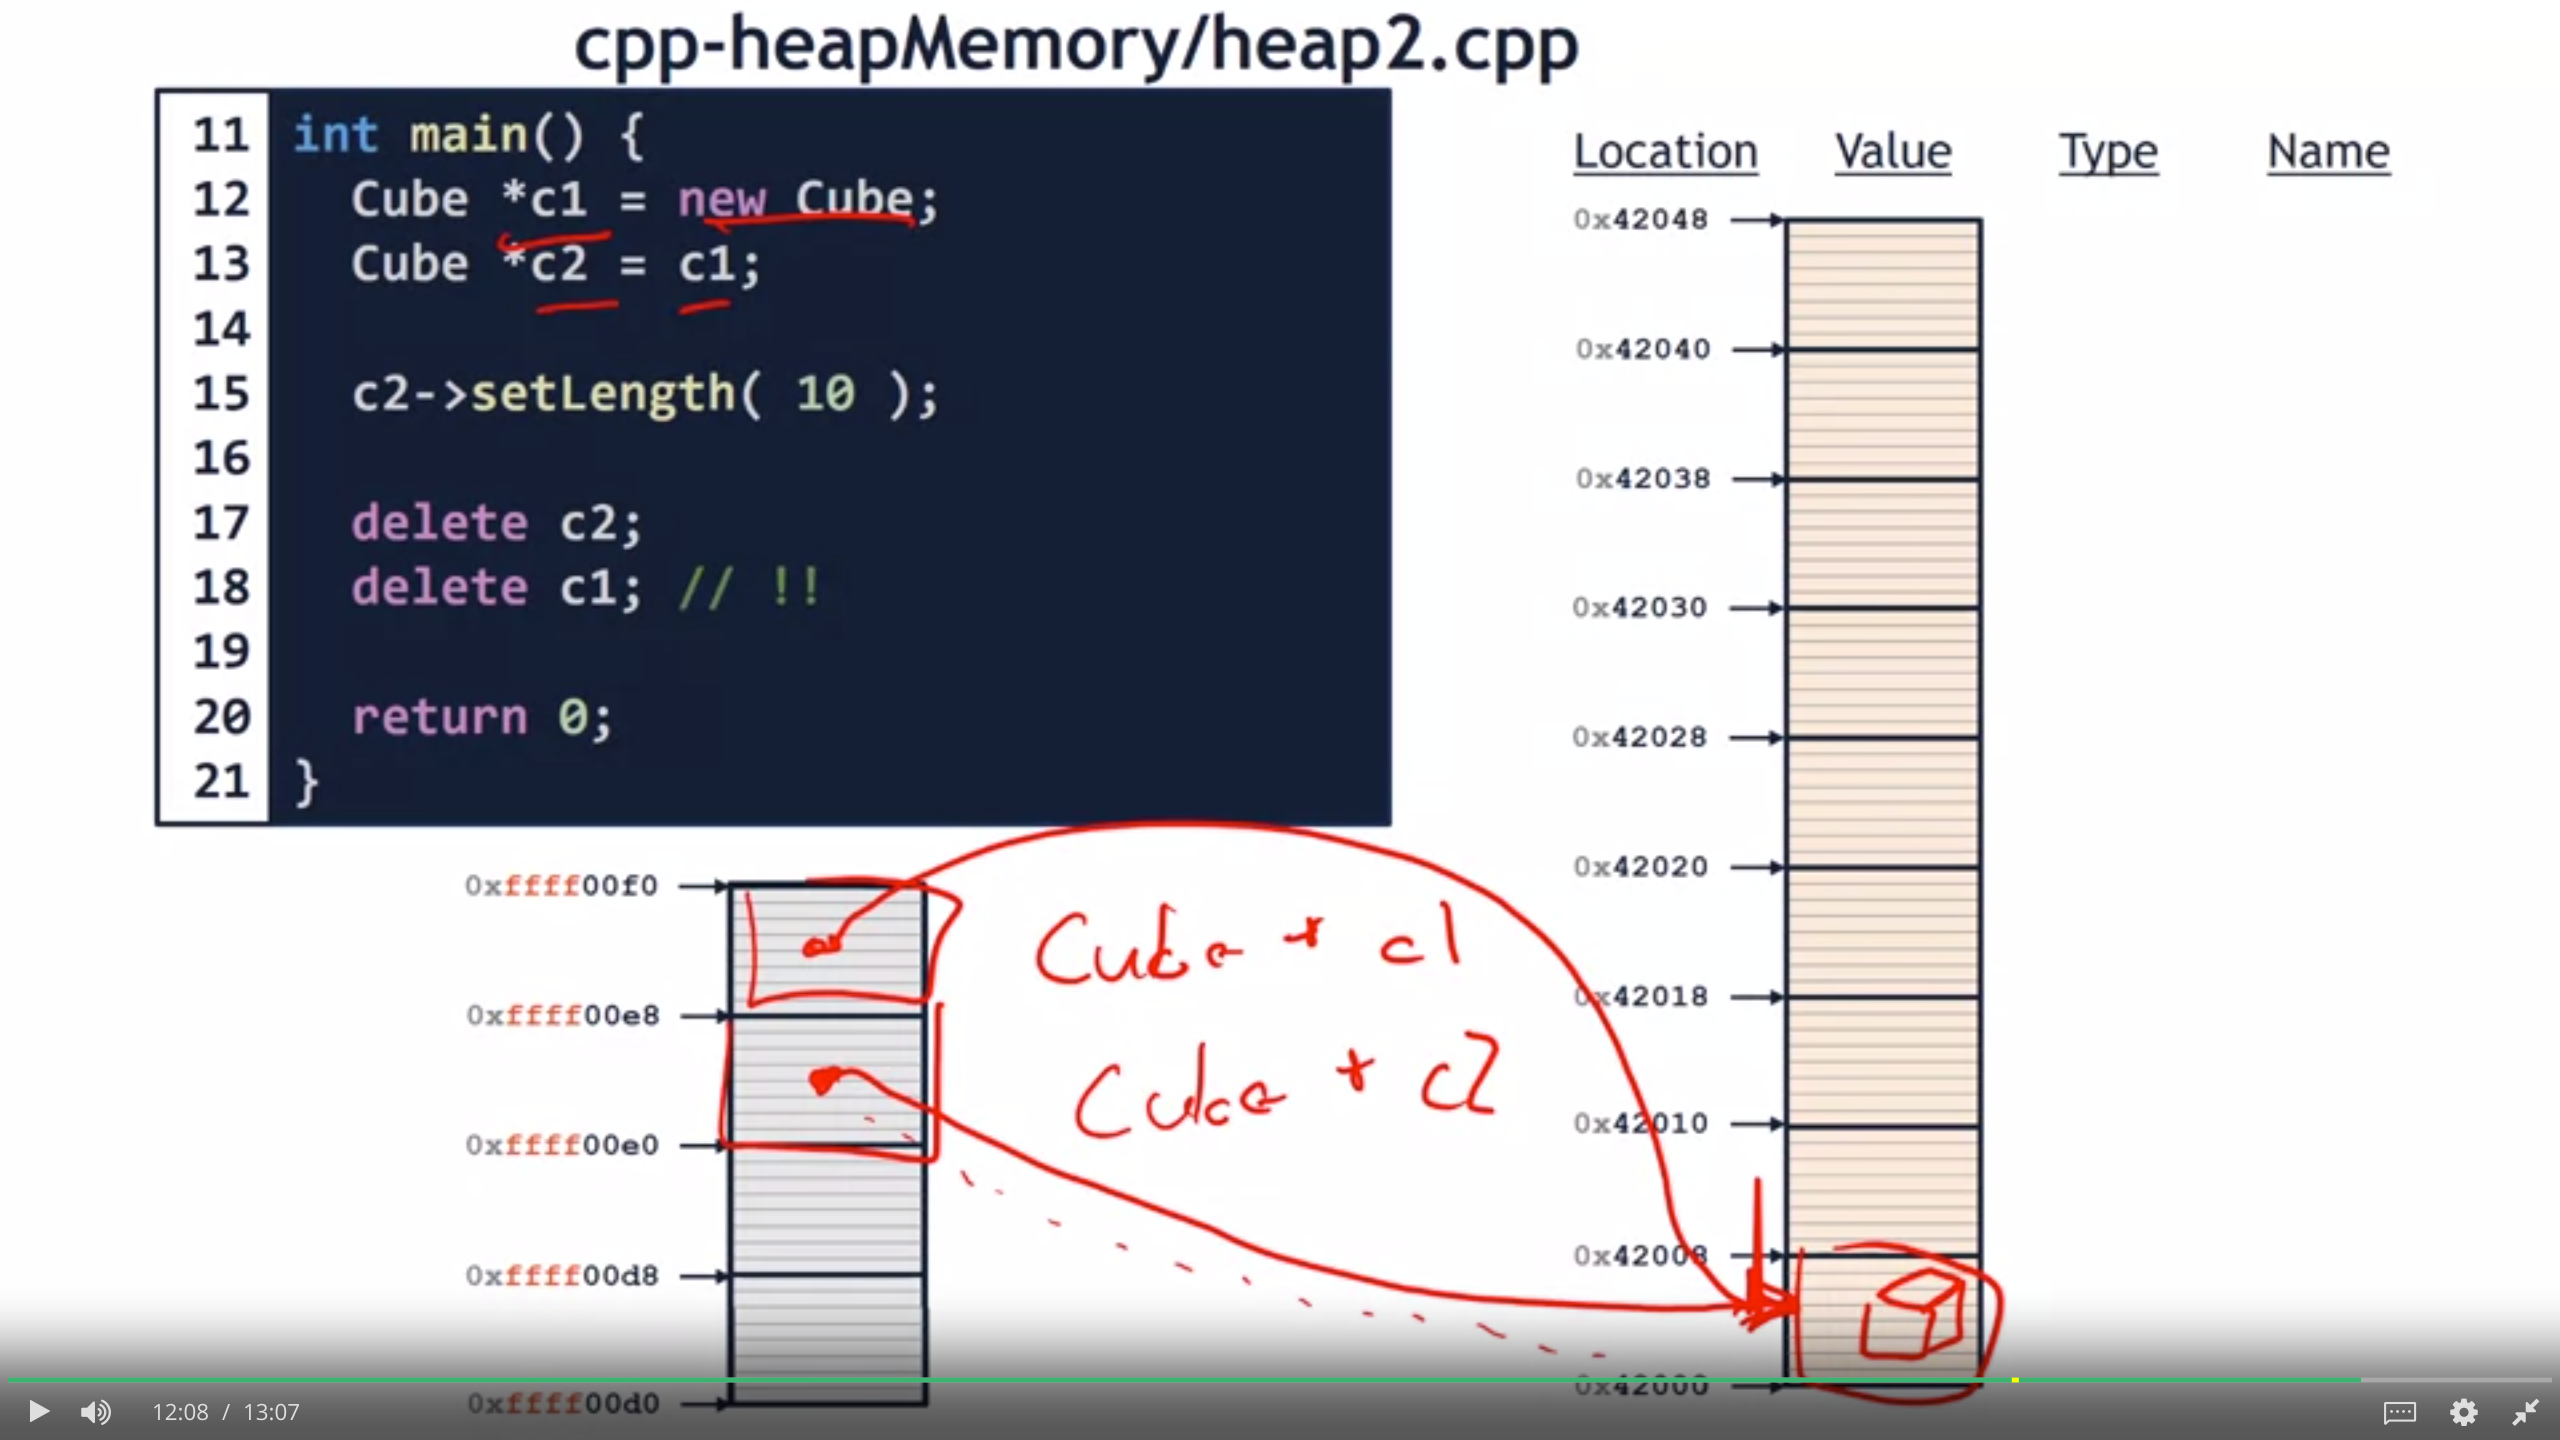 cpp-heapMemory/heap2.cpp
11 int main() {
12 Cube *c1 = new Cube;
13 Cube *c2 = c1;
14
15 c2->setLength( 10 );
16
17 delete c2;
18 delete c1; // !!
19
20 return 0;
21 }
Location Value Type Name
0x42048
0x42040
0x42038
0x42030
0x42028
0x42020
0x42018
0x42010
0x42008
0x42000
0xffff00f0
0xffff00e8
0xffff00e0
0xffff00d8
0xffff00d0
Cube * c1
Cube * c2
12:08 / 13:07